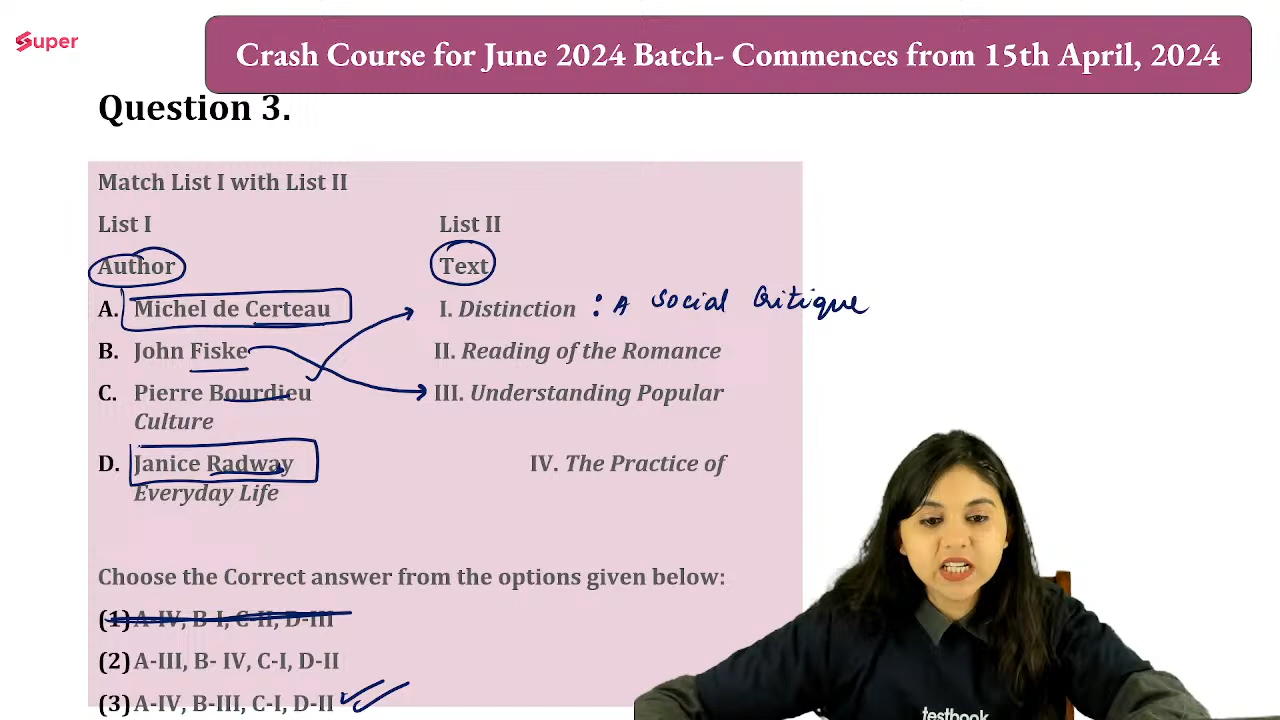 Super
Crash Course for June 2024 Batch- Commences from 15th April, 2024
Question 3.
Match List I with List II
List I List II
Author Text
A. Michel de Certeau I. Distinction : A Social Critique
B. John Fiske II. Reading of the Romance
C. Pierre Bourdieu III. Understanding Popular
Culture
D. Janice Radway IV. The Practice of
Everyday Life
Choose the Correct answer from the options given below:
(1) A-IV, B-I, C-II, D-III
(2) A-III, B- IV, C-I, D-II
(3) A-IV, B-III, C-I, D-II
testbook